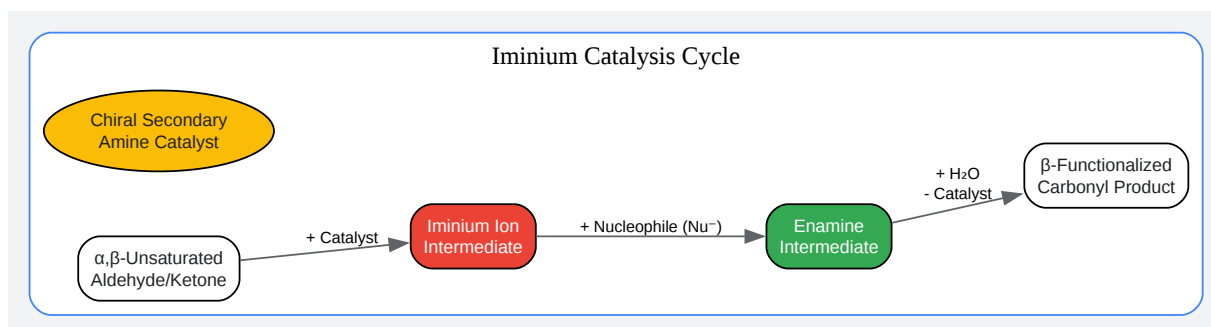 Iminium Catalysis Cycle
Chiral Secondary
Amine Catalyst
α,β-Unsaturated
Aldehyde/Ketone
+ Catalyst
Iminium Ion
Intermediate
+ Nucleophile (Nu⁻)
Enamine
Intermediate
+ H₂O
- Catalyst
β-Functionalized
Carbonyl Product